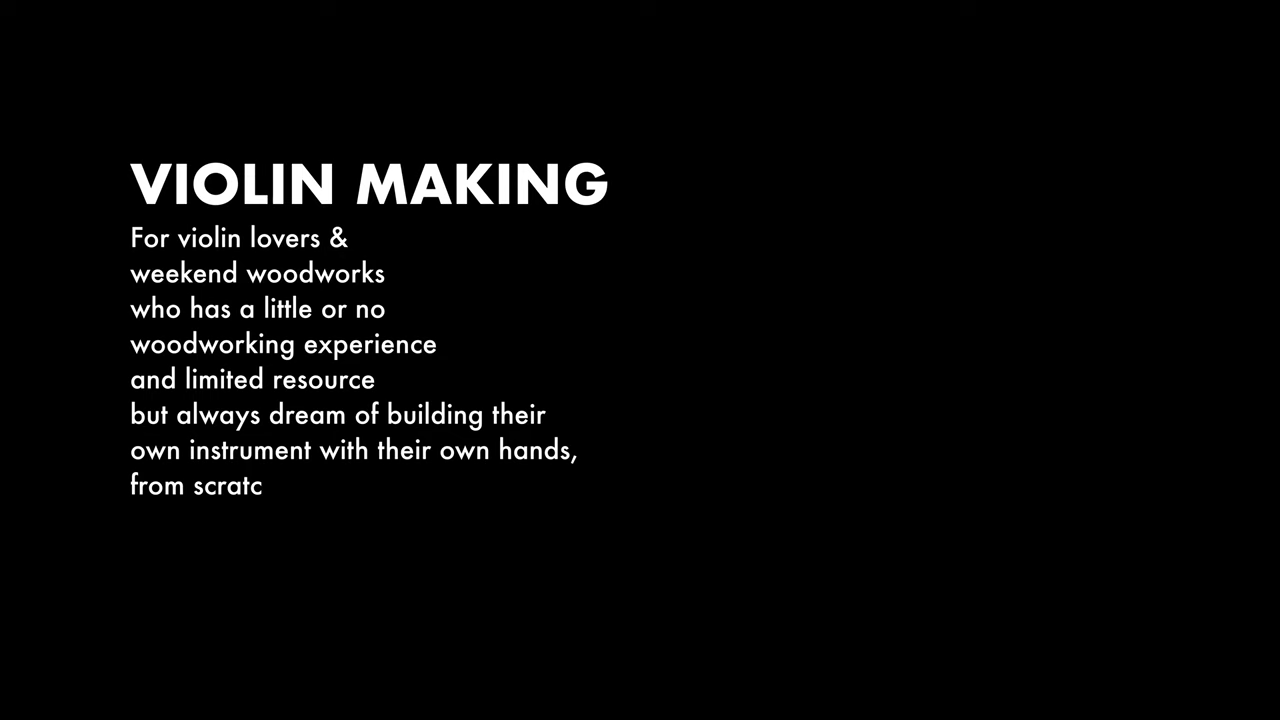 VIOLIN MAKING
For violin lovers &
weekend woodworks
who has a little or no
woodworking experience
and limited resource
but always dream of building their
own instrument with their own hands,
from scratc